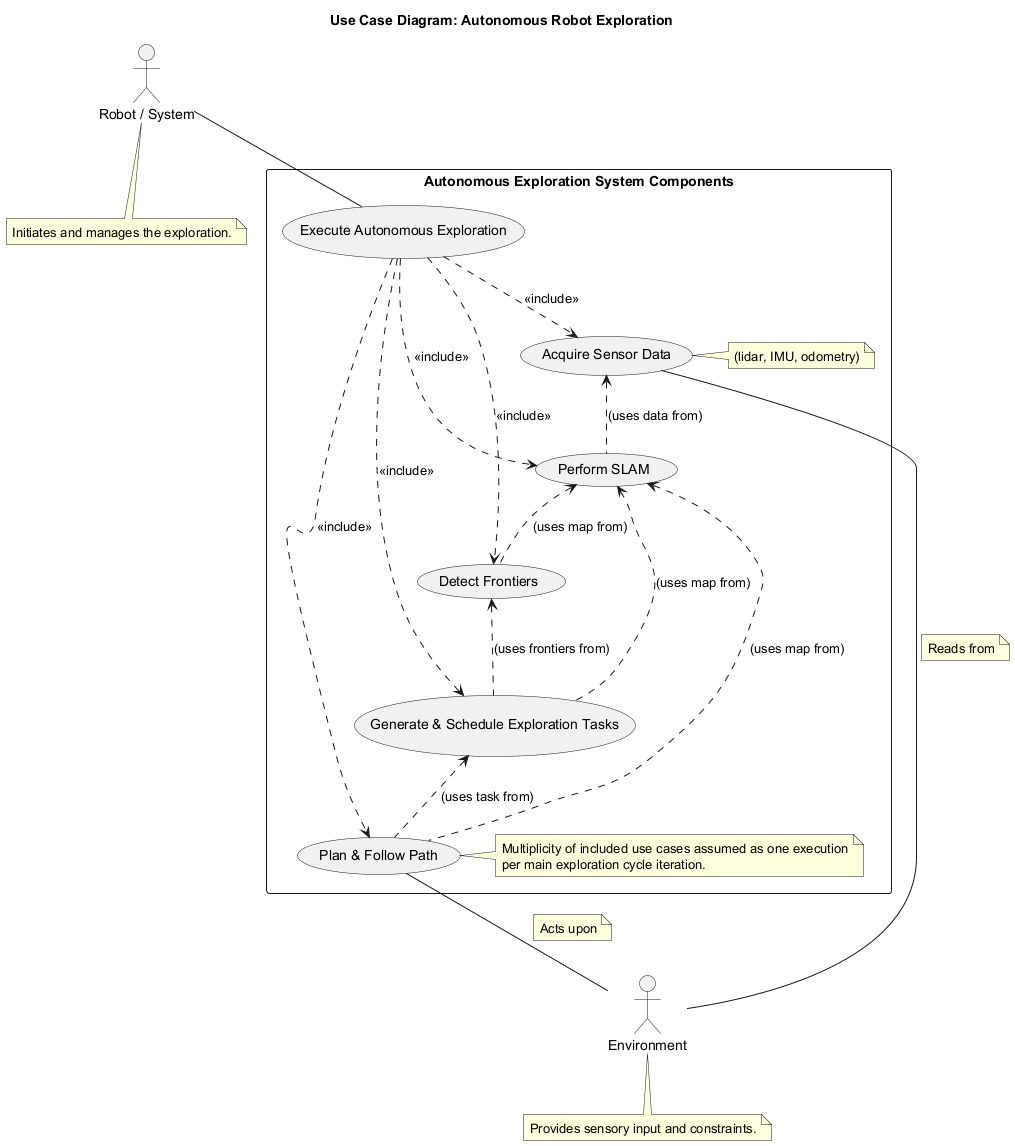 Use Case Diagram: Autonomous Robot Exploration
Robot / System
Autonomous Exploration System Components
Initiates and manages the exploration.
Execute Autonomous Exploration
«include»
Acquire Sensor Data
(lidar, IMU, odometry)
«include»
«include»
(uses data from)
«include»
Perform SLAM
«include»
(uses map from)
Detect Frontiers
(uses map from)
(uses frontiers from)
(uses map from)
Reads from
Generate & Schedule Exploration Tasks
(uses task from)
Plan & Follow Path
Multiplicity of included use cases assumed as one execution
per main exploration cycle iteration.
Acts upon
Environment
Provides sensory input and constraints.